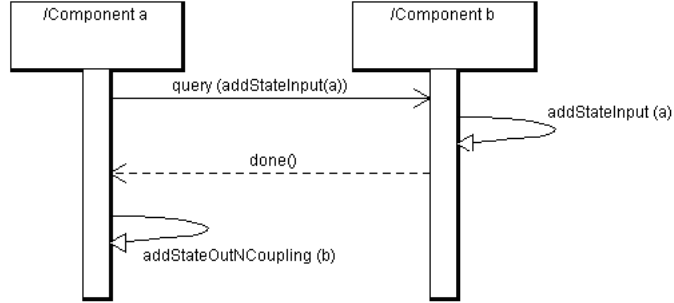 /Component a
/Component b
query (addStateInput(a))
addStateInput (a)
done()
addStateOutNCoupling (b)